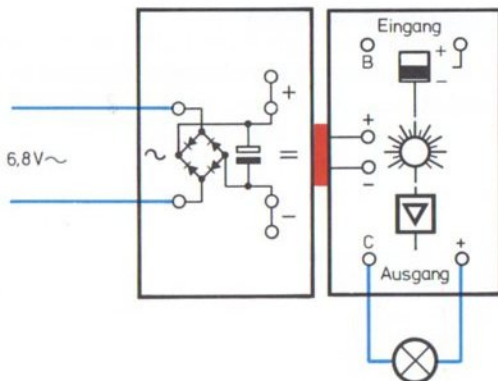 Eingang
B
+
−
+
6,8V~
~
=
+
−
−
C
+
Ausgang